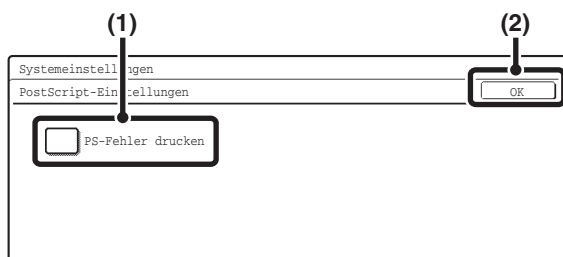 (1) (2)
Systemeinstellungen
PostScript-Einstellungen OK
PS-Fehler drucken